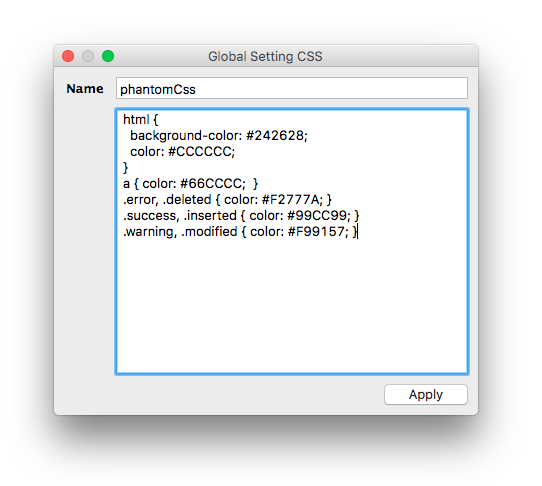 Global Setting CSS
Name phantomCss
html {
  background-color: #242628;
  color: #CCCCCC;
}
a { color: #66CCCC;  }
.error, .deleted { color: #F2777A; }
.success, .inserted { color: #99CC99; }
.warning, .modified { color: #F99157; }
Apply